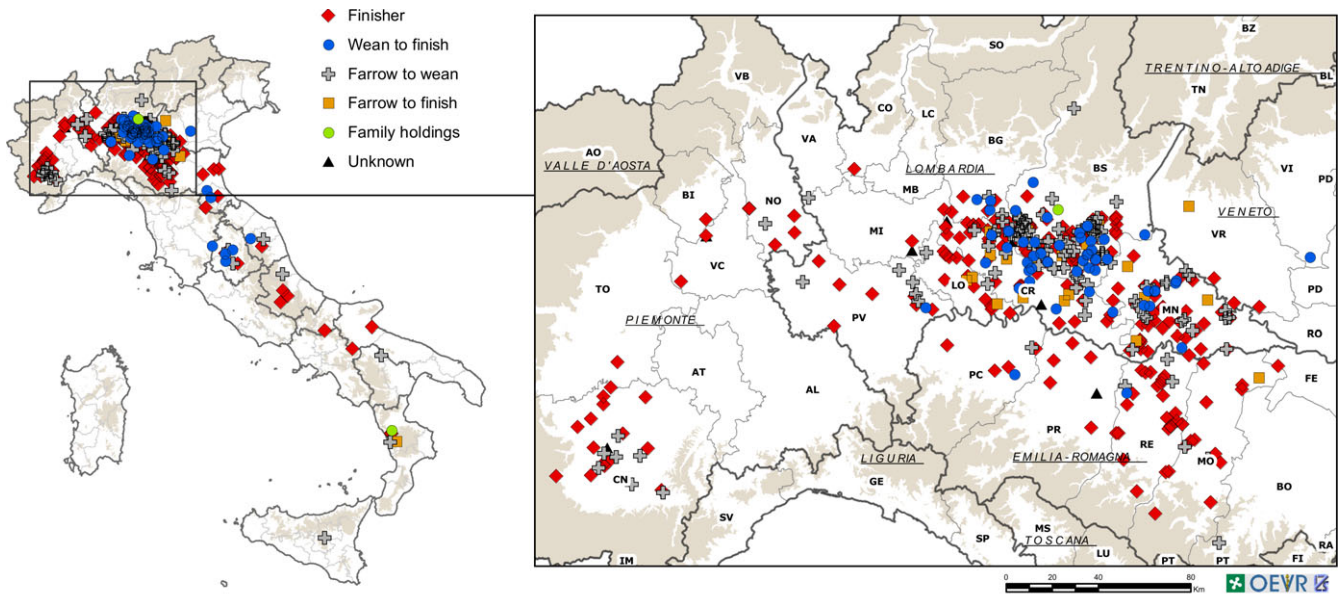 Finisher
Wean to finish
Farrow to wean
Farrow to finish
Family holdings
Unknown
BZ
SO
TRENTINO-ALTO ADIGE
VB
BL
TN
CO
LC
VA
BG
AO
VALLE D'AOSTA
LOMBARDIA
BS
VI
PD
MB
BI
NO
VENETO
VR
MI
VC
TO
LO
CR
PD
PIEMONTE
PV
MN
RO
AT
PC
FE
AL
PR
RE
LIGURIA
EMILIA-ROMAGNA
MO
CN
GE
BO
SV
MS
TOSCANA
SP
LU
RA
IM
PT
PT
FI
0 20 40 80
Km
OEVR